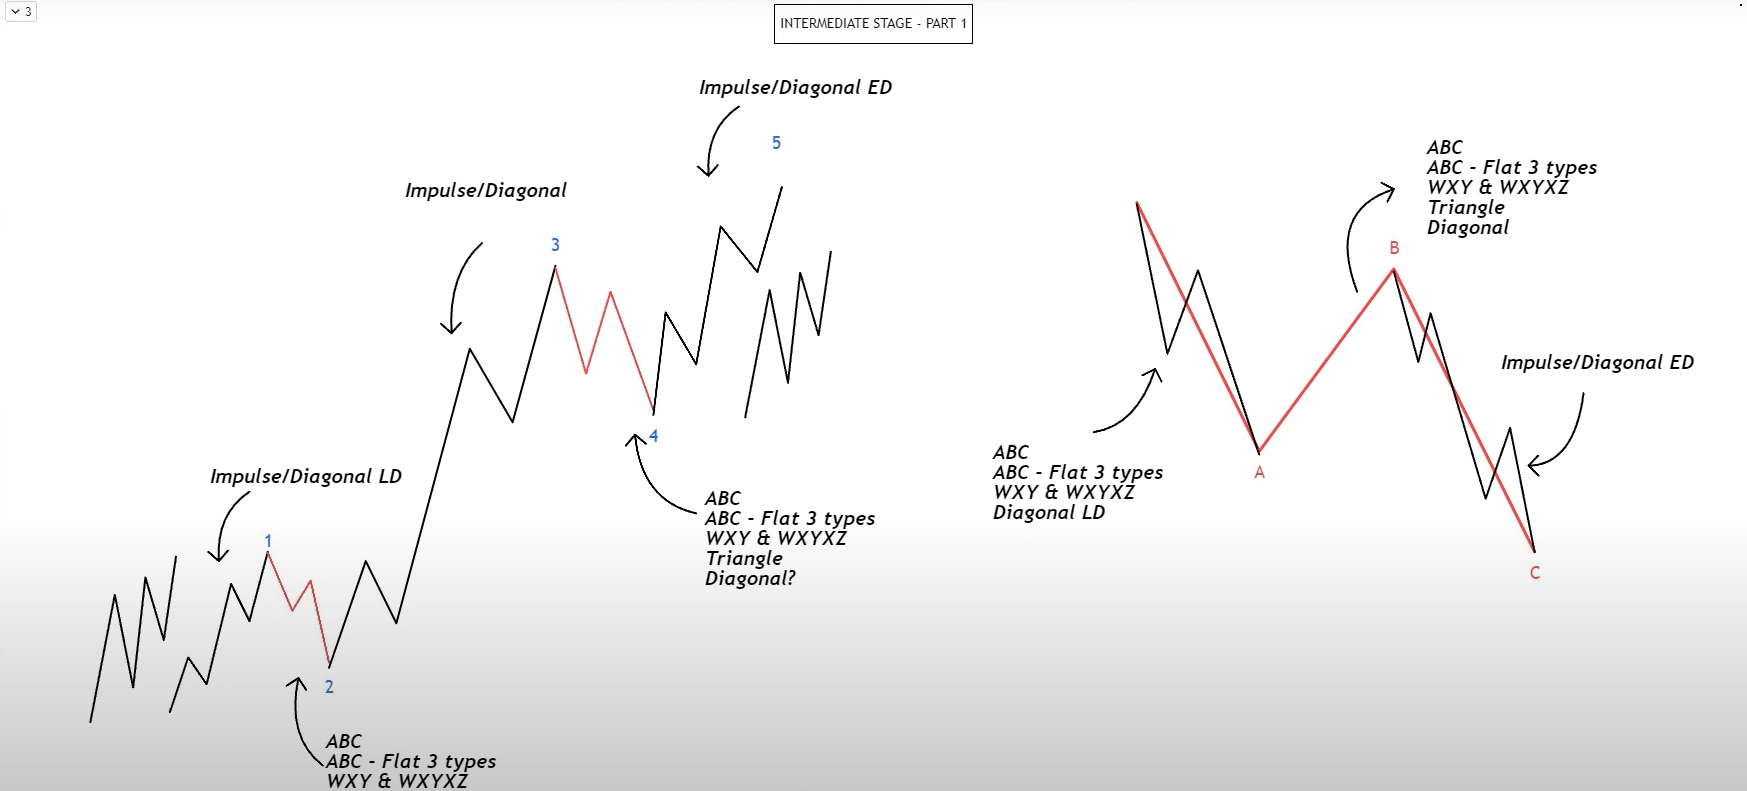 3
INTERMEDIATE STAGE - PART 1
Impulse/Diagonal ED
5
Impulse/Diagonal
3
4
ABC
ABC - Flat 3 types
WXY & WXYXZ
Triangle
Diagonal?
Impulse/Diagonal LD
1
2
ABC
ABC - Flat 3 types
WXY & WXYXZ
ABC
ABC - Flat 3 types
WXY & WXYXZ
Triangle
Diagonal
B
Impulse/Diagonal ED
ABC
ABC - Flat 3 types
WXY & WXYXZ
Diagonal LD
A
C